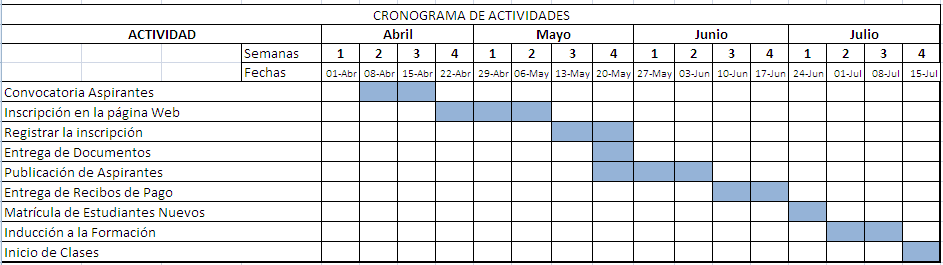 CRONOGRAMA DE ACTIVIDADES
ACTIVIDAD Abril Mayo Junio Julio
Semanas 1 2 3 4 1 2 3 4 1 2 3 4 1 2 3 4
Fechas 01-Abr 08-Abr 15-Abr 22-Abr 29-Abr 06-May 13-May 20-May 27-May 03-Jun 10-Jun 17-Jun 24-Jun 01-Jul 08-Jul 15-Jul
Convocatoria Aspirantes
Inscripción en la página Web
Registrar la inscripción
Entrega de Documentos
Publicación de Aspirantes
Entrega de Recibos de Pago
Matrícula de Estudiantes Nuevos
Inducción a la Formación
Inicio de Clases